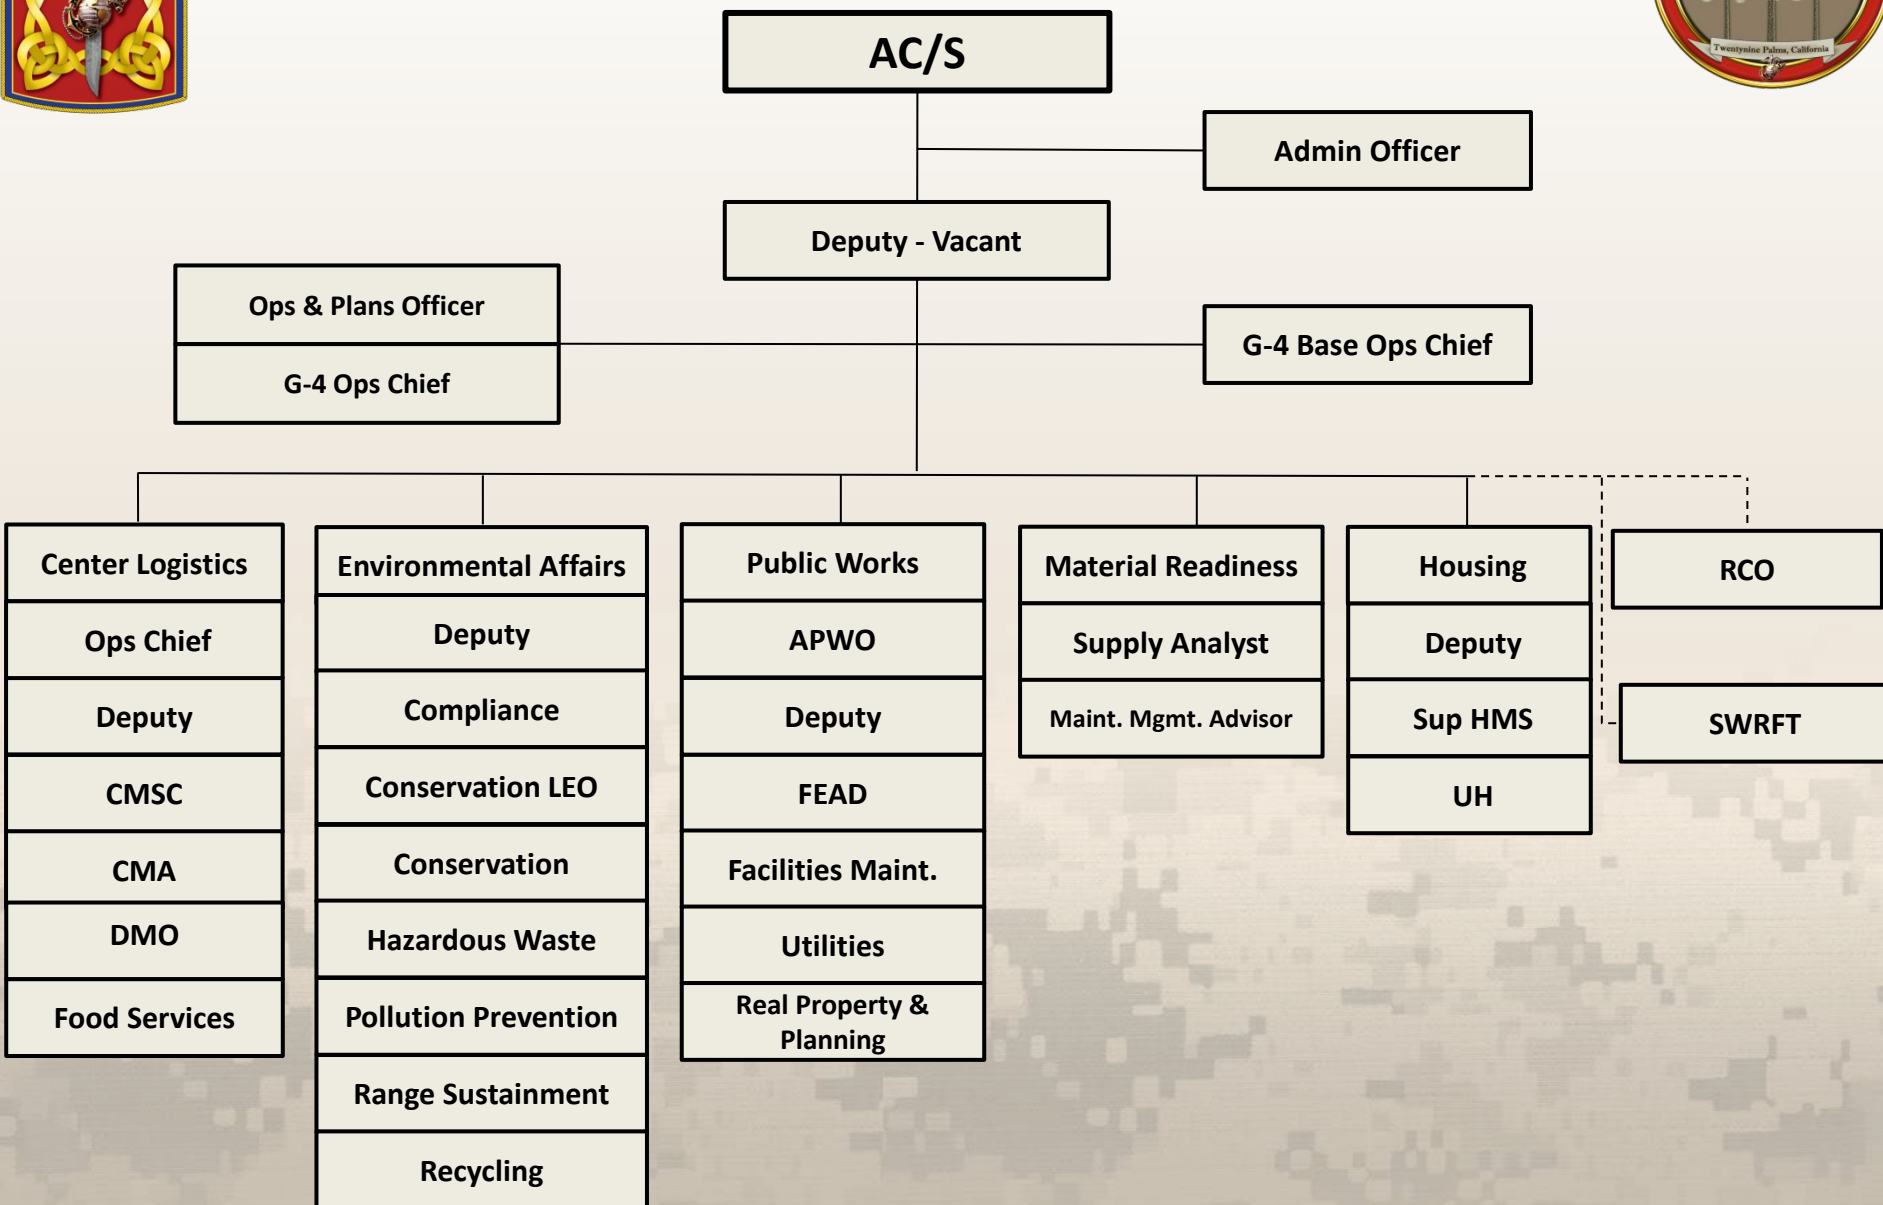 Twentynine Palms, California
AC/S
Admin Officer
Deputy - Vacant
Ops & Plans Officer
G-4 Ops Chief
G-4 Base Ops Chief
Center Logistics
Ops Chief
Deputy
CMSC
CMA
DMO
Food Services
Environmental Affairs
Deputy
Compliance
Conservation LEO
Conservation
Hazardous Waste
Pollution Prevention
Range Sustainment
Recycling
Public Works
APWO
Deputy
FEAD
Facilities Maint.
Utilities
Real Property &
Planning
Material Readiness
Supply Analyst
Maint. Mgmt. Advisor
Housing
Deputy
Sup HMS
UH
RCO
SWRFT